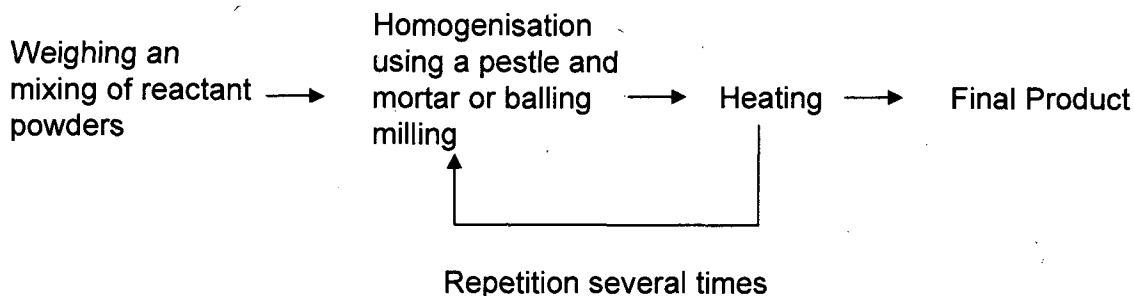 Weighing an
mixing of reactant
powders
Homogenisation
using a pestle and
mortar or balling
milling
Heating
Final Product
Repetition several times